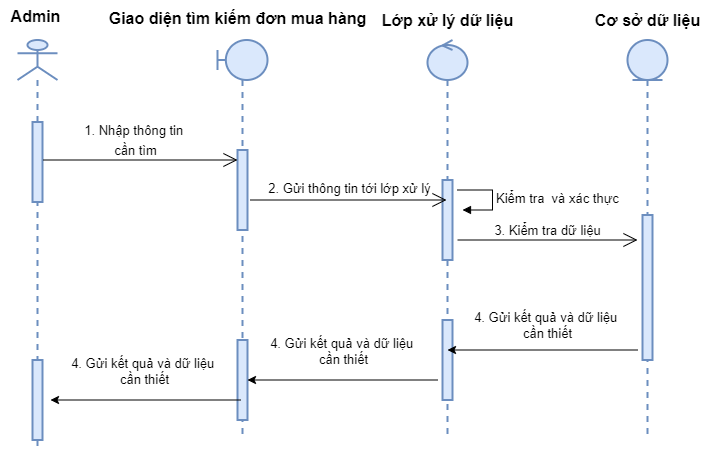 Admin
Giao diện tìm kiếm đơn mua hàng
Lớp xử lý dữ liệu
Cơ sở dữ liệu
1. Nhập thông tin
cần tìm
2. Gửi thông tin tới lớp xử lý
Kiểm tra và xác thực
3. Kiểm tra dữ liệu
4. Gửi kết quả và dữ liệu
cần thiết
4. Gửi kết quả và dữ liệu
cần thiết
4. Gửi kết quả và dữ liệu
cần thiết